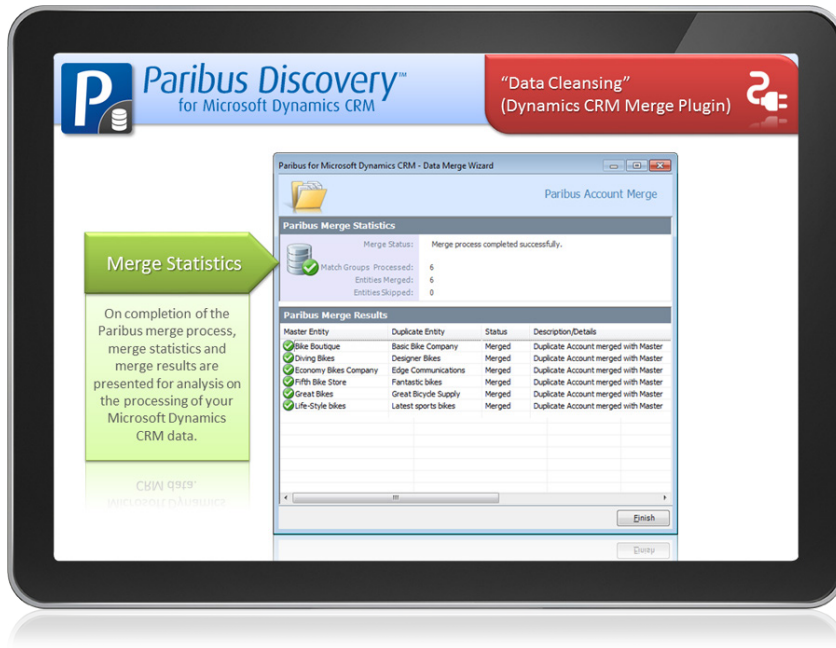 Paribus Discovery™
for Microsoft Dynamics CRM
“Data Cleansing”
(Dynamics CRM Merge Plugin)
Merge Statistics
On completion of the
Paribus merge process,
merge statistics and
merge results are
presented for analysis on
the processing of your
Microsoft Dynamics
CRM data.
Paribus for Microsoft Dynamics CRM - Data Merge Wizard
Paribus Account Merge
Paribus Merge Statistics
Merge Status: Merge process completed successfully.
Match Groups Processed: 6
Entities Merged: 6
Entities Skipped: 0
Paribus Merge Results
Master Entity Duplicate Entity Status Description/Details
Bike Boutique Basic Bike Company Merged Duplicate Account merged with Master
Diving Bikes Designer Bikes Merged Duplicate Account merged with Master
Economy Bikes Company Edge Communications Merged Duplicate Account merged with Master
Fifth Bike Store Fantastic bikes Merged Duplicate Account merged with Master
Great Bikes Great Bicyde Supply Merged Duplicate Account merged with Master
Life-Style bikes Latest sports bikes Merged Duplicate Account merged with Master
Finish